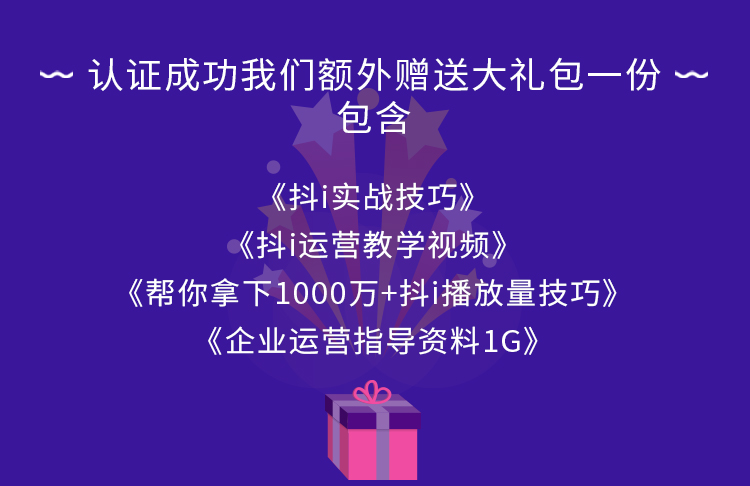 认证成功我们额外赠送大礼包一份
包含
《抖i实战技巧》
《抖i运营教学视频》
《帮你拿下1000万+抖i播放量技巧》
《企业运营指导资料1G》